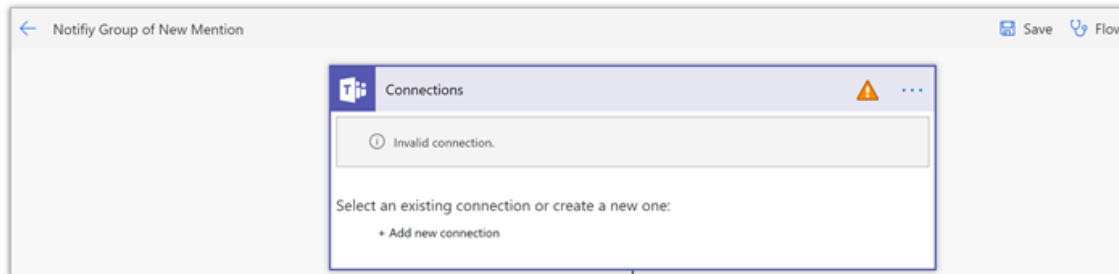 Notifiy Group of New Mention
Save Flow
Connections
Invalid connection.
Select an existing connection or create a new one:
+ Add new connection